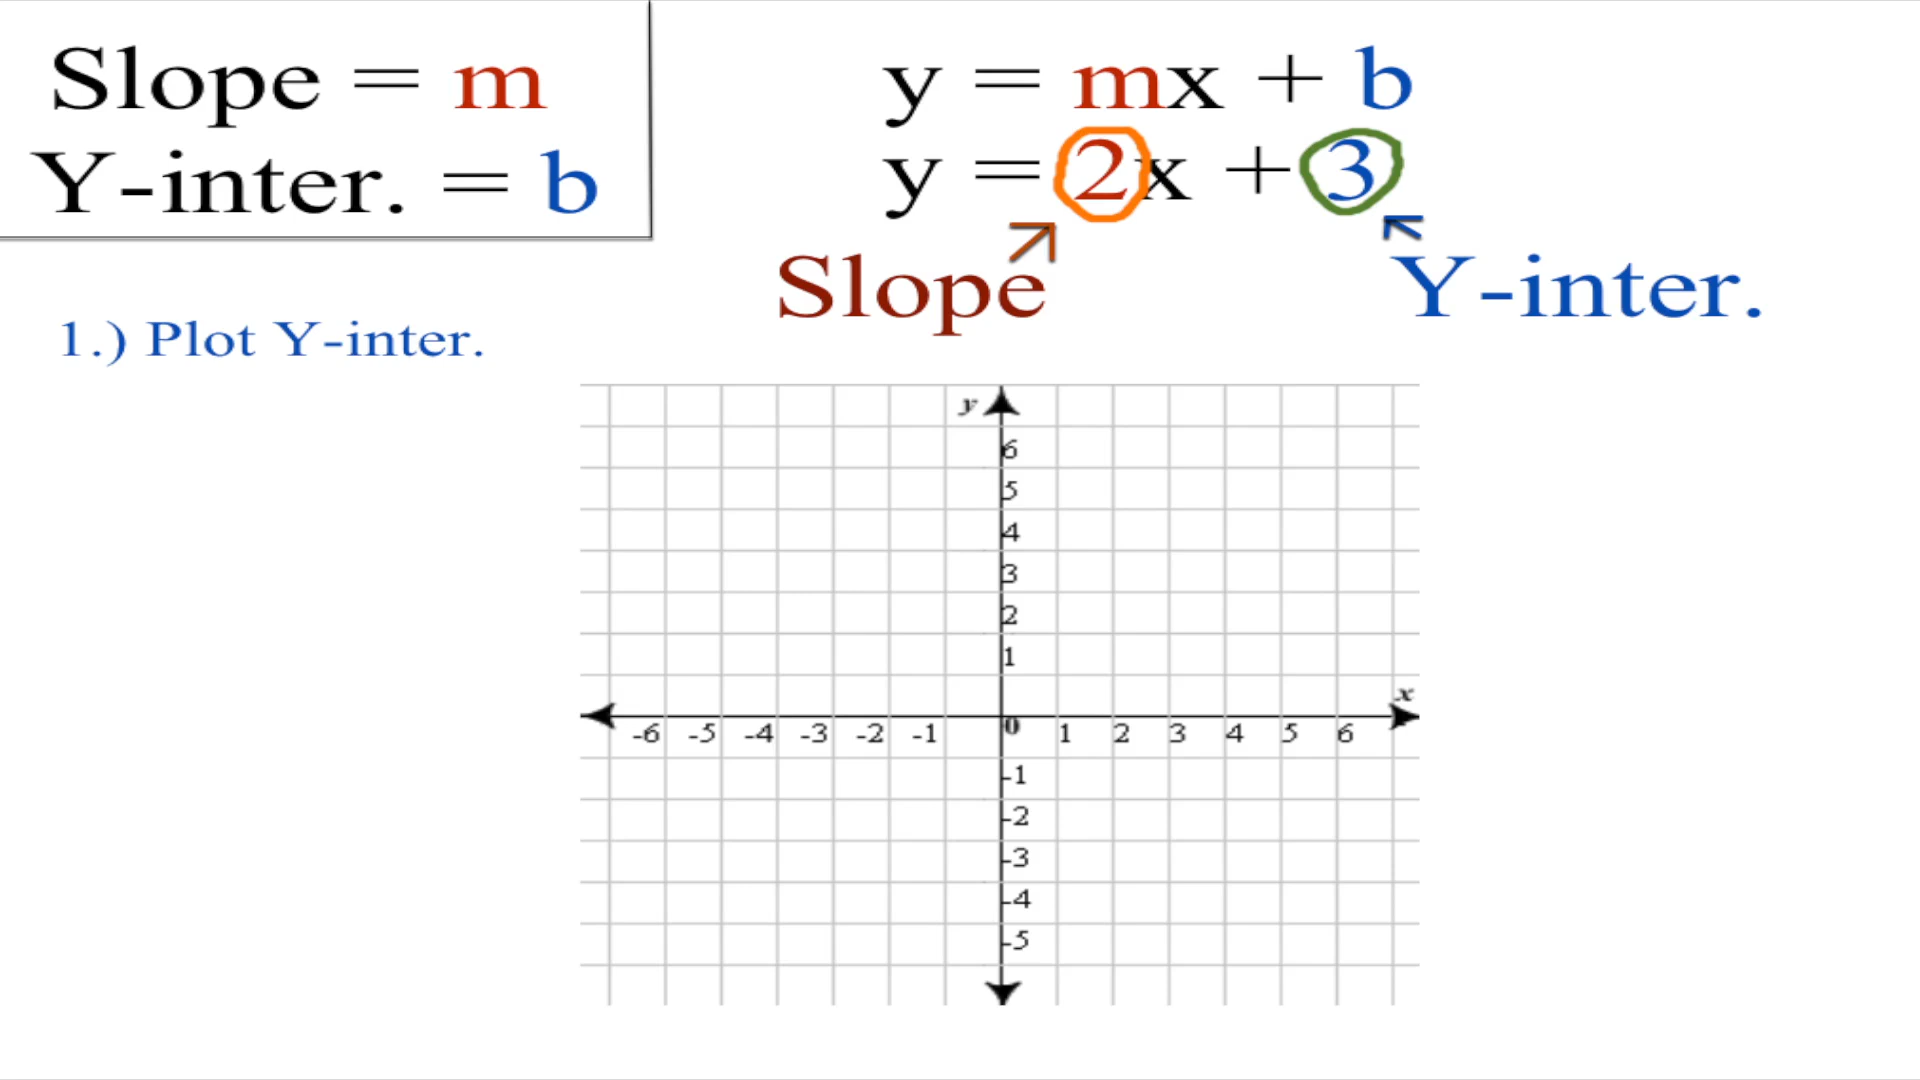 Slope = m
Y-inter. = b
y = mx + b
y = 2x + 3
Slope
Y-inter.
1.) Plot Y-inter.
y
6
5
4
3
2
1
x
-6 -5 -4 -3 -2 -1 0 1 2 3 4 5 6
-1
-2
-3
-4
-5